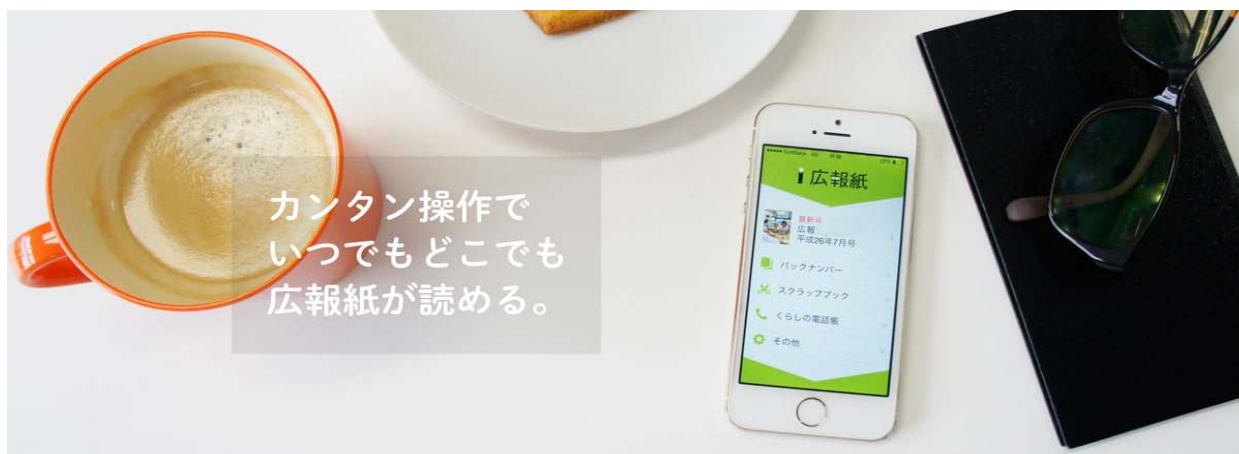 カンタン操作で
いつでもどこでも
広報紙が読める。
11:18
i広報紙
最新号
広報
平成26年7月号
バックナンバー
スクラップブック
くらしの電話帳
その他